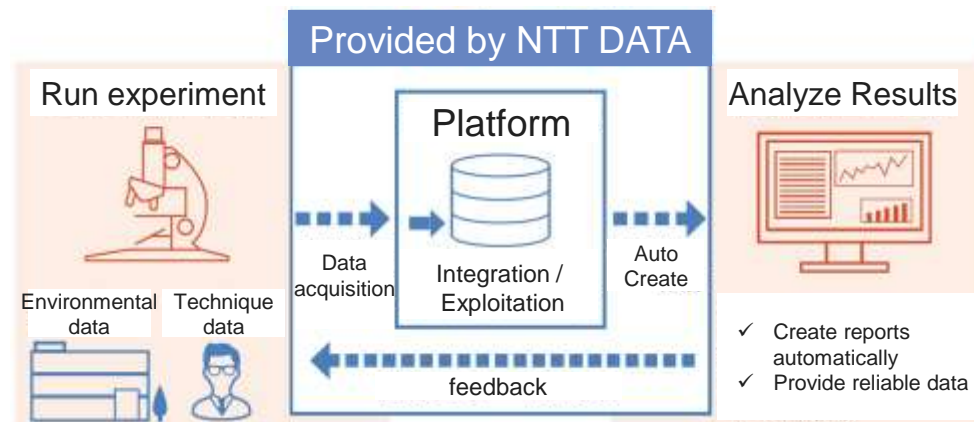 Provided by NTT DATA
Run experiment
Environmental
data
Technique
data
Platform
Data
acquisition
Integration /
Exploitation
Auto
Create
feedback
Analyze Results
✓ Create reports
automatically
✓ Provide reliable data